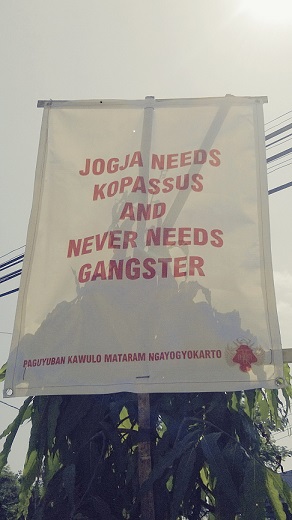 JOGJA NEEDS
KOPASSUS
AND
NEVER NEEDS
GANGSTER
PAGUYUBAN KAWULO MATARAM NGAYOGYOKARTO